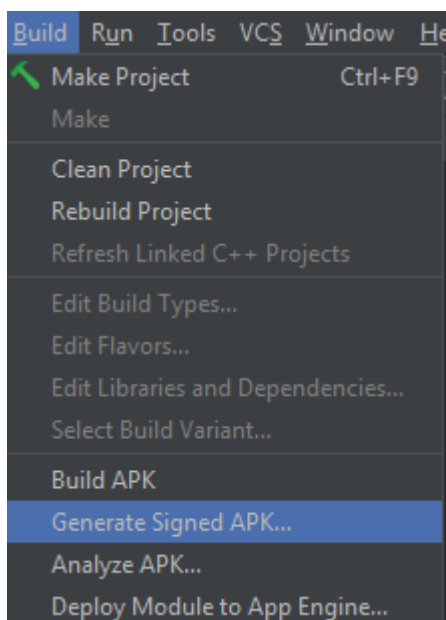 Build Run Tools VCS Window He
Make Project Ctrl+F9
Make
Clean Project
Rebuild Project
Refresh Linked C++ Projects
Edit Build Types...
Edit Flavors...
Edit Libraries and Dependencies...
Select Build Variant...
Build APK
Generate Signed APK...
Analyze APK...
Deploy Module to App Engine...